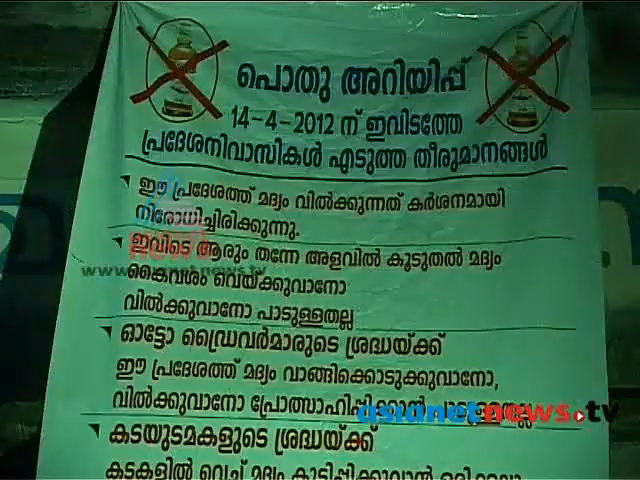 പൊതു അറിയിപ്പ്
14-4-2012 ന് ഇവിടത്തേ
പ്രദേശനിവാസികൾ എടുത്ത തീരുമാനങ്ങൾ
ഈ പ്രദേശത്ത് മദ്യം വിൽക്കുന്നത് കർശനമായി
നിരോധിച്ചിരിക്കുന്നു.
ഇവിടെ ആരും തന്നേ അളവിൽ കൂടുതൽ മദ്യം
കൈവശം വെയ്ക്കുവാനോ
വിൽക്കുവാനോ പാടുള്ളതല്ല
ഓട്ടോ ഡ്രൈവർമാരുടെ ശ്രദ്ധയ്ക്ക്
ഈ പ്രദേശത്ത് മദ്യം വാങ്ങിക്കൊടുക്കുവാനോ,
വിൽക്കുവാനോ പ്രോത്സാഹിപ്പിക്കുവാൻ
asianetnews.tv
കടയുടമകളുടെ ശ്രദ്ധയ്ക്ക്
കടകളിൽ വെച്ച് മദ്യം കുടിപ്പിക്കുവാൻ